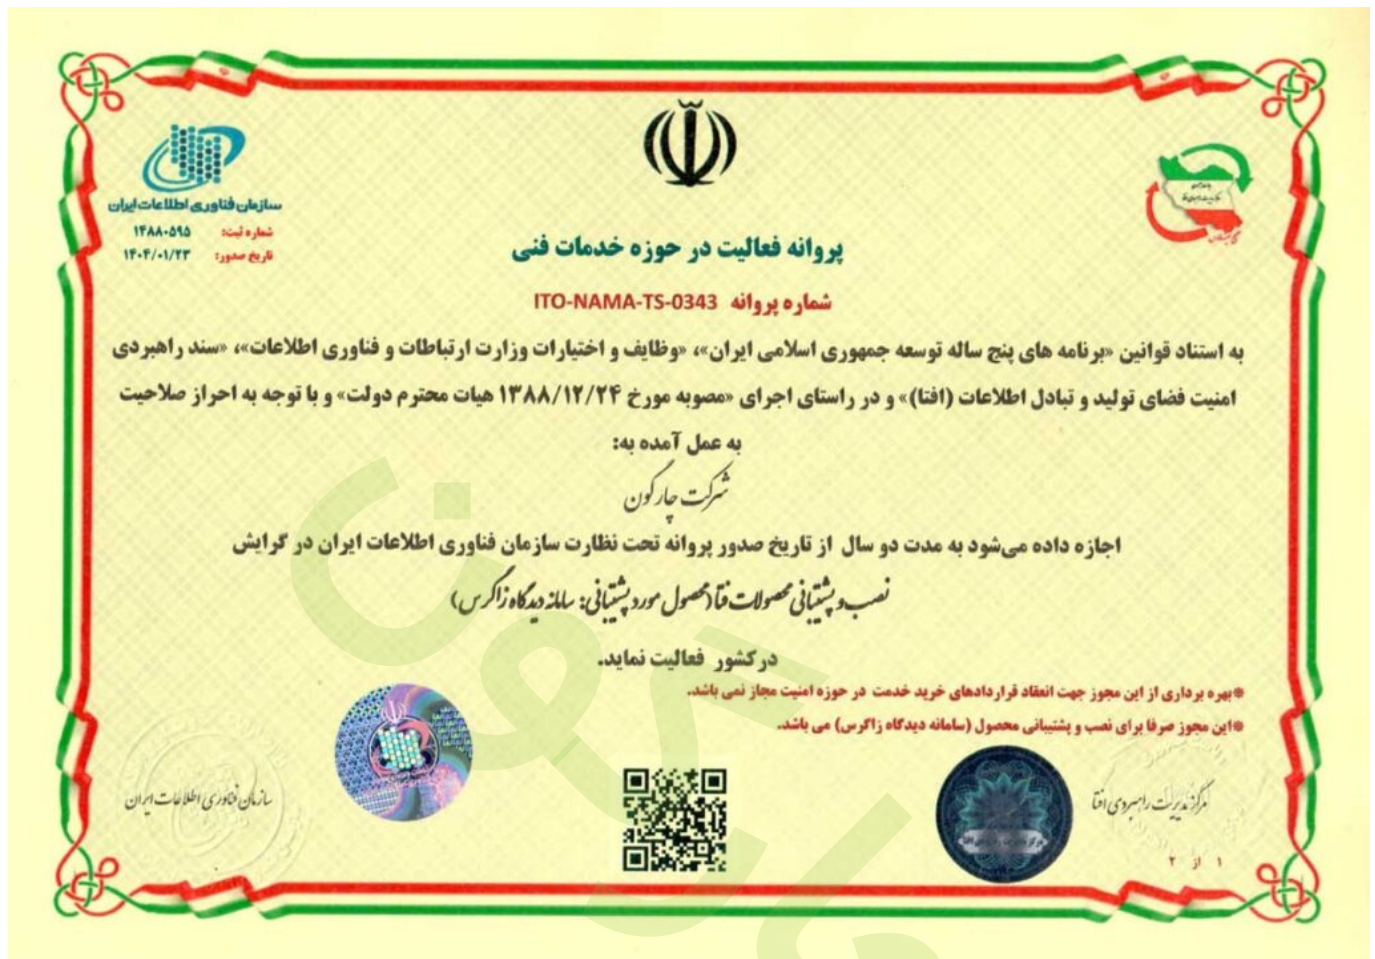 سازمان فناوری اطلاعات ایران
شماره ثبت: ۱۴۸۸۰۵۹۵
تاریخ صدور: ۱۴۰۴/۰۱/۲۳
پروانه فعالیت در حوزه خدمات فنی
شماره پروانه ITO-NAMA-TS-0343
به استناد قوانین «برنامه های پنج ساله توسعه جمهوری اسلامی ایران»، «وظایف و اختیارات وزارت ارتباطات و فناوری اطلاعات»، «سند راهبردی
امنیت فضای تولید و تبادل اطلاعات (افتا)» و در راستای اجرای «مصوبه مورخ ۱۳۸۸/۱۲/۲۴ هیات محترم دولت» و با توجه به احراز صلاحیت
به عمل آمده به:
شرکت چارگون
اجازه داده می‌شود به مدت دو سال از تاریخ صدور پروانه تحت نظارت سازمان فناوری اطلاعات ایران در گرایش
نصب و پشتیبانی محصولات فتا (محصول مورد پشتیبانی: سامانه دیدگاه زاگرس)
در کشور فعالیت نماید.
*بهره برداری از این مجوز جهت انعقاد قراردادهای خرید خدمت در حوزه امنیت مجاز نمی باشد.
*این مجوز صرفا برای نصب و پشتیبانی محصول (سامانه دیدگاه زاگرس) می باشد.
مرکز مدیریت راهبردی افتا
سازمان فناوری اطلاعات ایران
۱ از ۲
چارگون